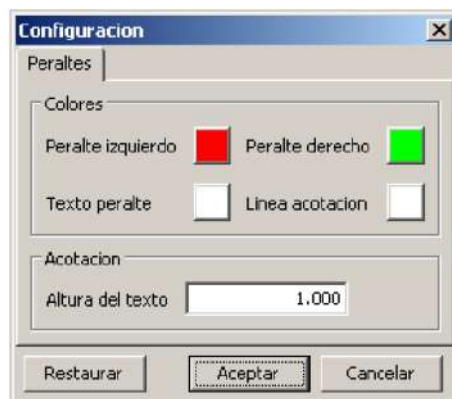 Configuracion
Peraltes
Colores
Peralte izquierdo Peralte derecho
Texto peralte Linea acotacion
Acotacion
Altura del texto 1.000
Restaurar Aceptar Cancelar